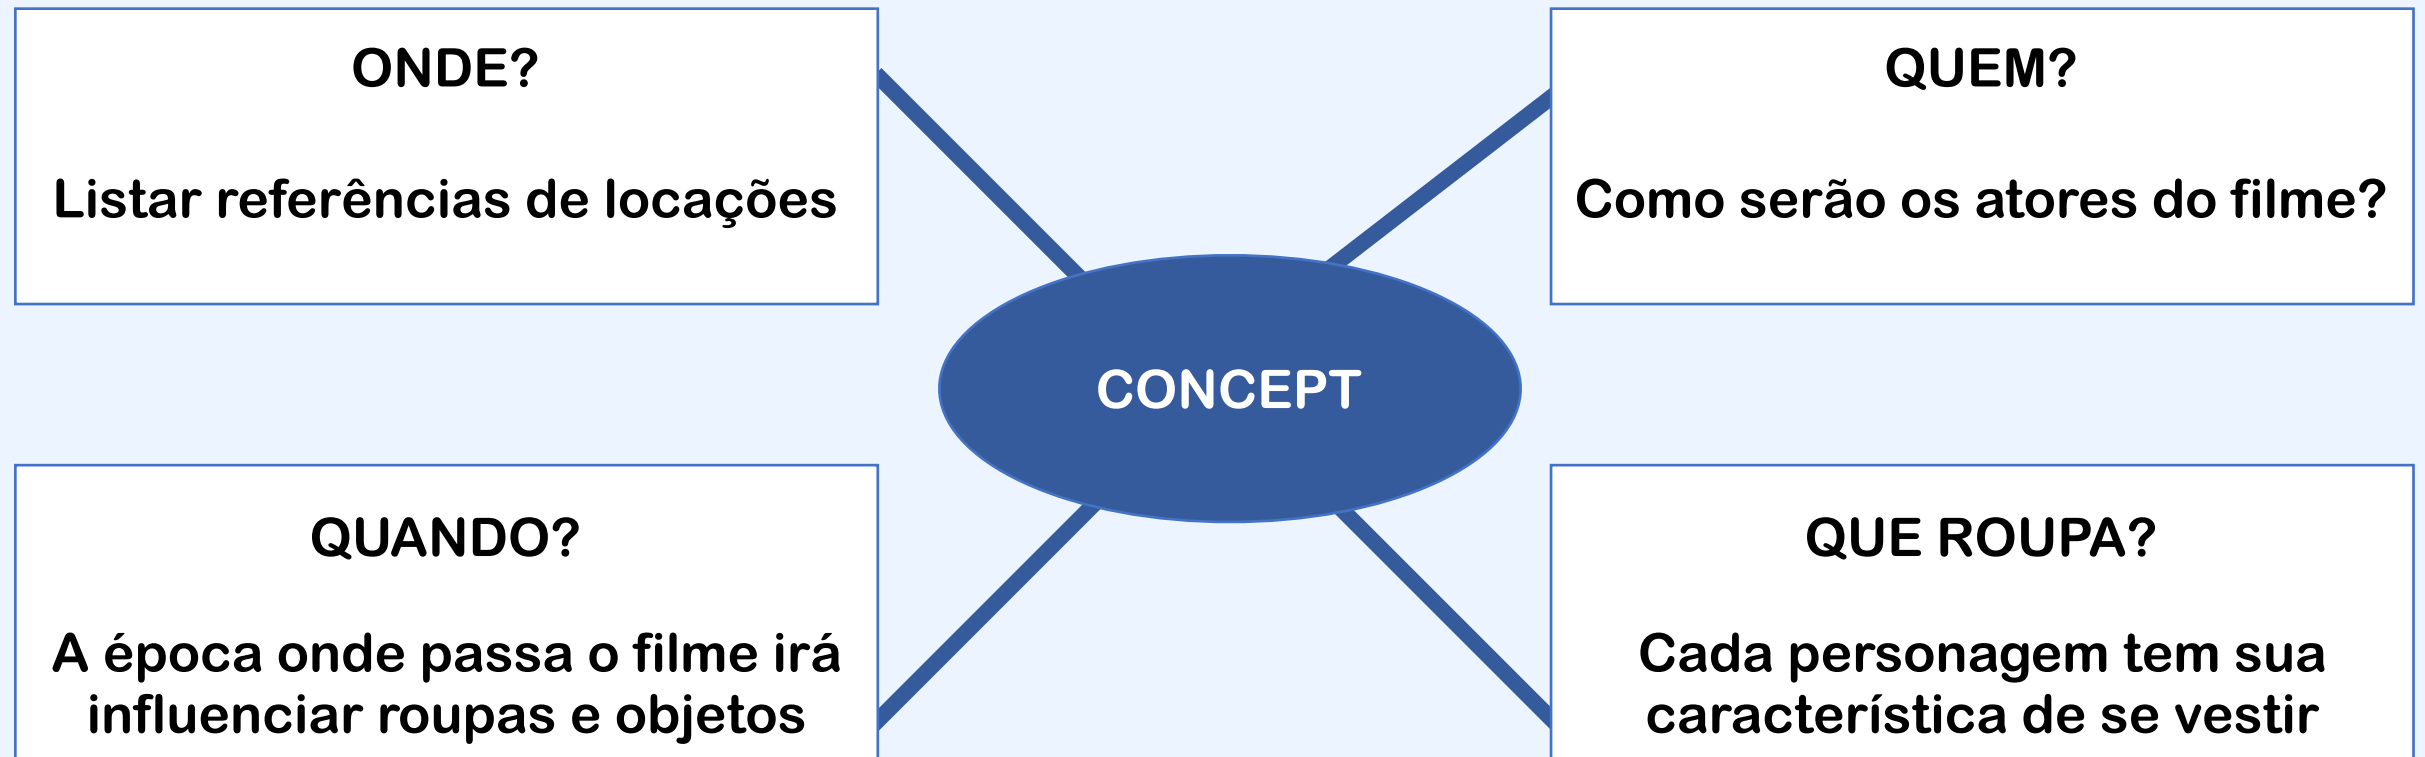 ONDE?
Listar referências de locações
QUEM?
Como serão os atores do filme?
CONCEPT
QUANDO?
A época onde passa o filme irá
influenciar roupas e objetos
QUE ROUPA?
Cada personagem tem sua
característica de se vestir